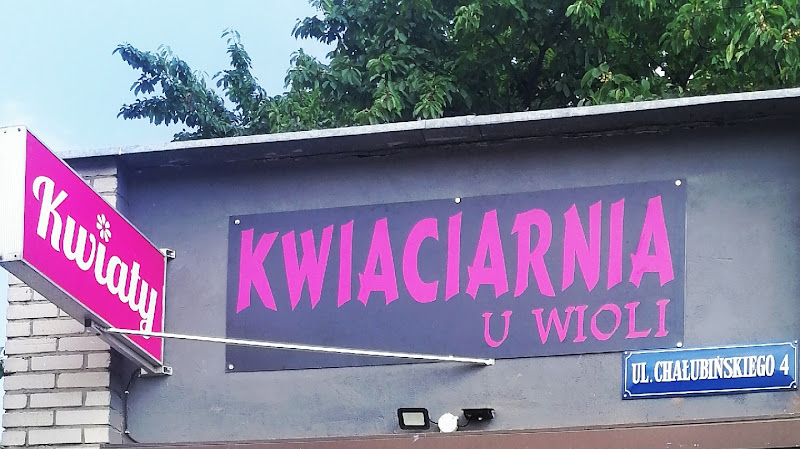 Kwiaty
KWIACIARNIA
U WIOLI
UL. CHAŁUBIŃSKIEGO 4